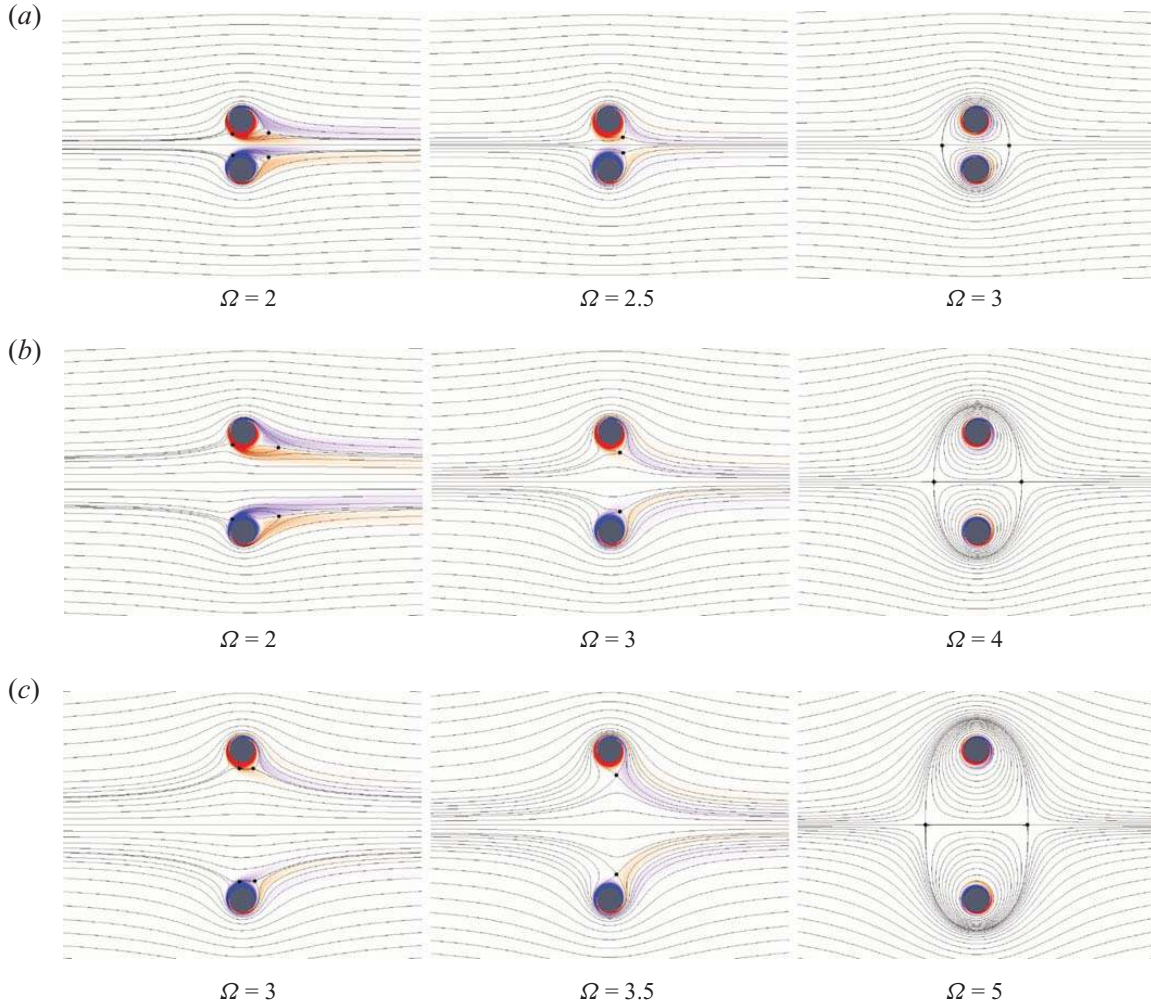 (a)
Ω = 2 Ω = 2.5 Ω = 3
(b)
Ω = 2 Ω = 3 Ω = 4
(c)
Ω = 3 Ω = 3.5 Ω = 5